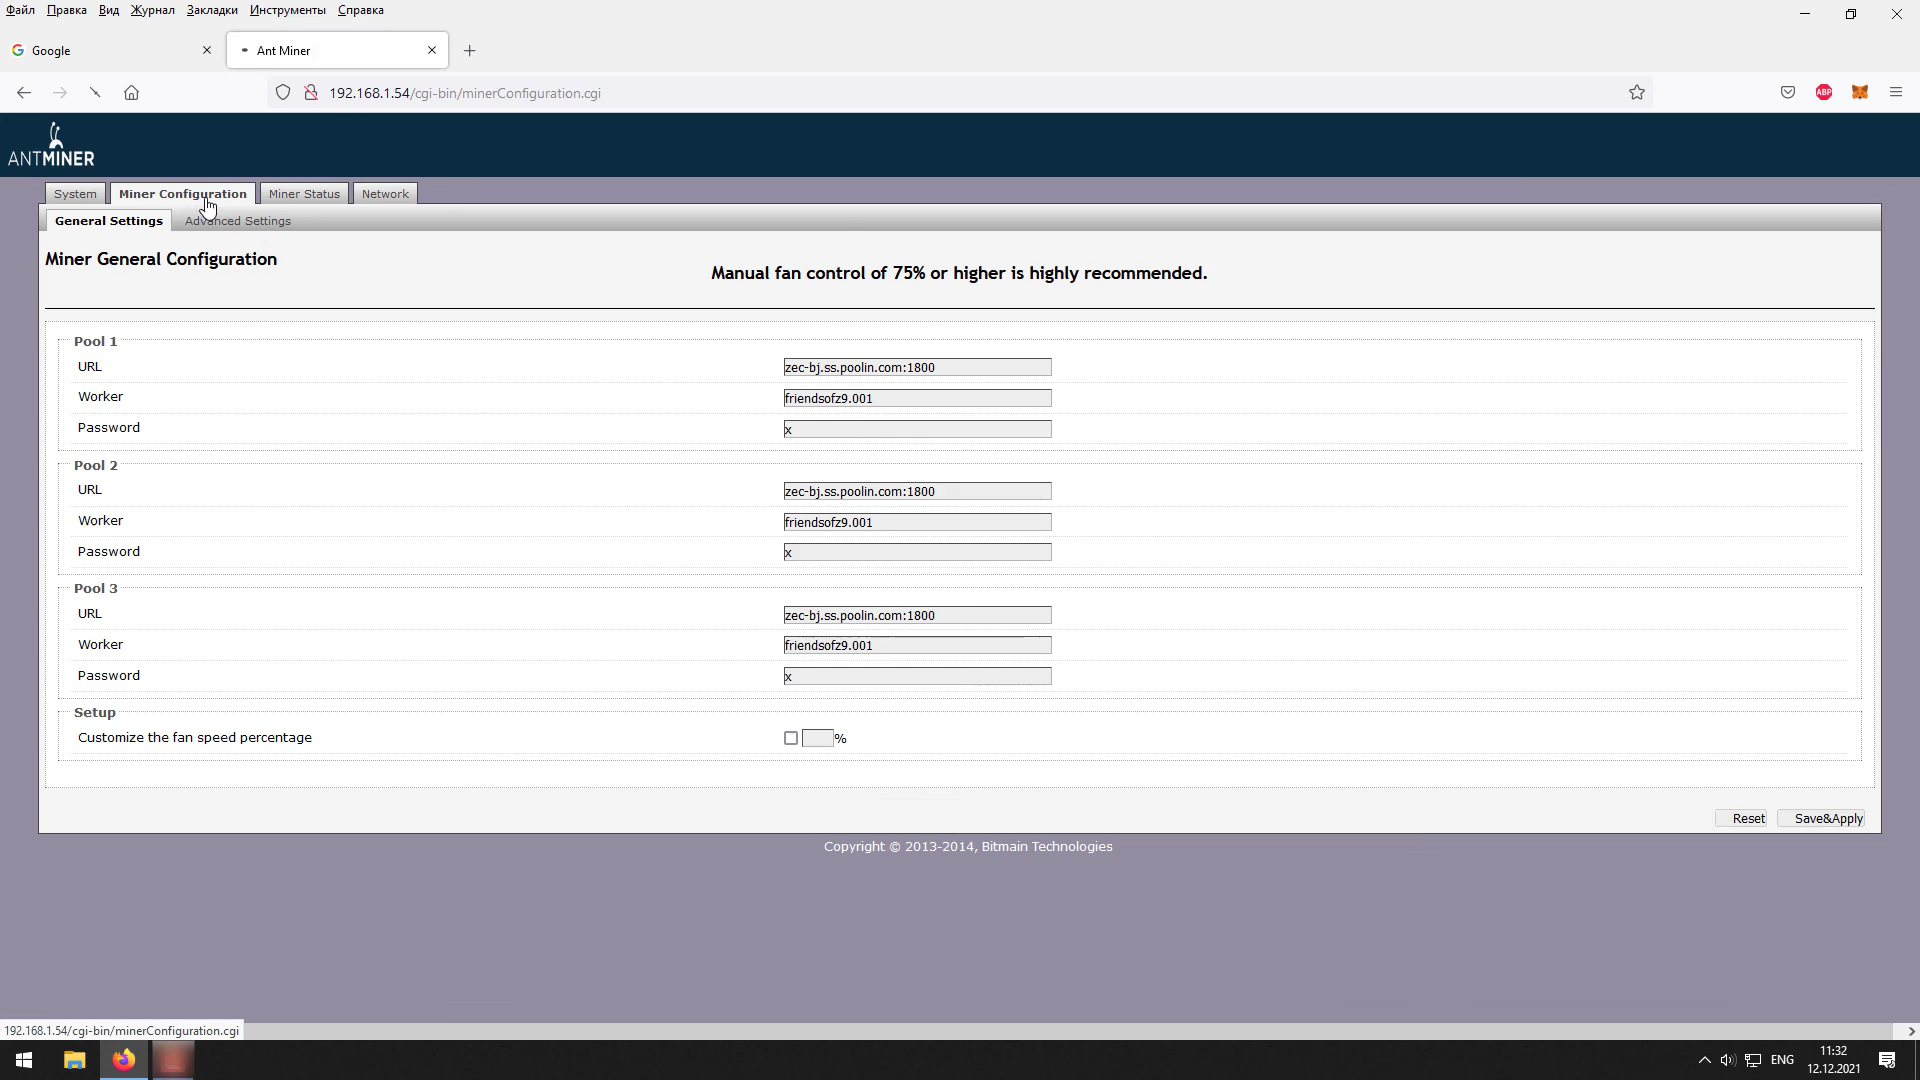 Файл Правка Вид Журнал Закладки Инструменты Справка
Google
Ant Miner
192.168.1.54/cgi-bin/minerConfiguration.cgi
ABP
ANTMINER
System Miner Configuration Miner Status Network
General Settings Advanced Settings
Miner General Configuration
Manual fan control of 75% or higher is highly recommended.
Pool 1
URL zec-bj.ss.poolin.com:1800
Worker friendsofz9.001
Password x
Pool 2
URL zec-bj.ss.poolin.com:1800
Worker friendsofz9.001
Password x
Pool 3
URL zec-bj.ss.poolin.com:1800
Worker friendsofz9.001
Password x
Setup
Customize the fan speed percentage %
Reset Save&Apply
Copyright © 2013-2014, Bitmain Technologies
192.168.1.54/cgi-bin/minerConfiguration.cgi
ENG
11:32
12.12.2021